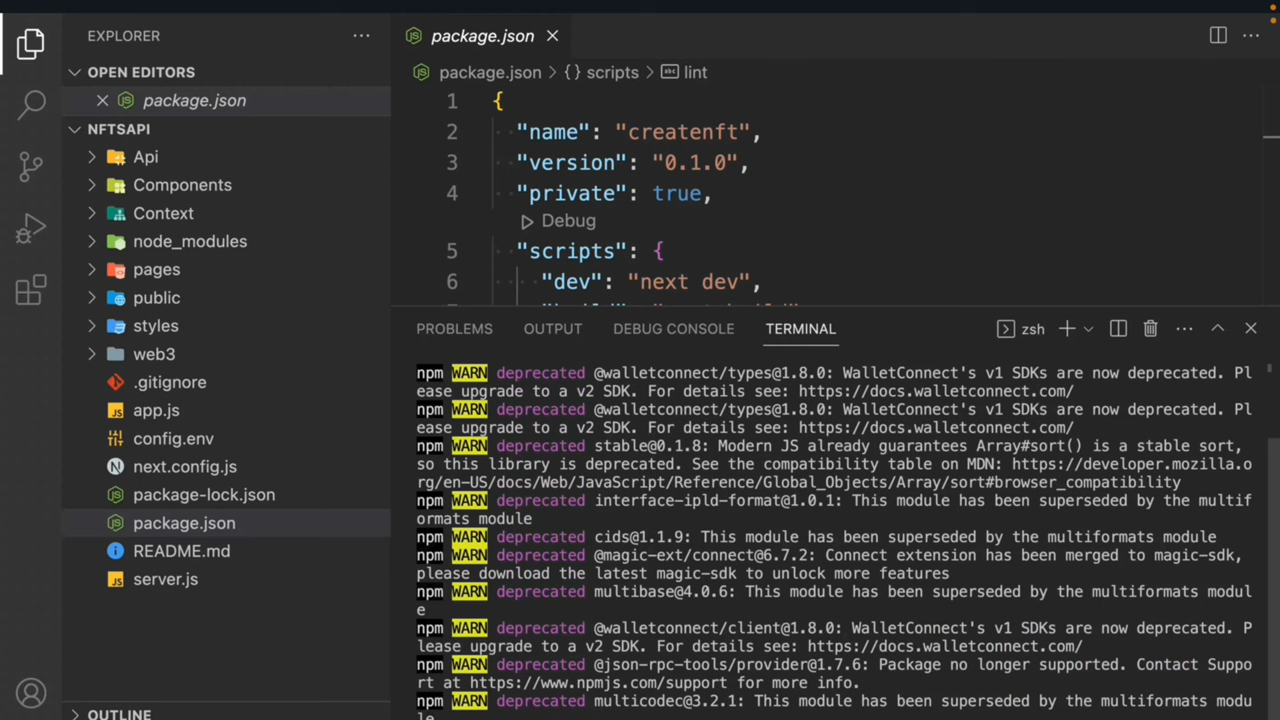 EXPLORER
OPEN EDITORS
package.json
NFTSAPI
Api
Components
Context
node_modules
pages
public
styles
web3
.gitignore
app.js
config.env
next.config.js
package-lock.json
package.json
README.md
server.js
OUTLINE
package.json
package.json > {} scripts > abc lint
1 {
2 "name": "createnft",
3 "version": "0.1.0",
4 "private": true,
Debug
5 "scripts": {
6 "dev": "next dev",
PROBLEMS OUTPUT DEBUG CONSOLE TERMINAL zsh
npm WARN deprecated @walletconnect/types@1.8.0: WalletConnect's v1 SDKs are now deprecated. Pl
ease upgrade to a v2 SDK. For details see: https://docs.walletconnect.com/
npm WARN deprecated @walletconnect/types@1.8.0: WalletConnect's v1 SDKs are now deprecated. Pl
ease upgrade to a v2 SDK. For details see: https://docs.walletconnect.com/
npm WARN deprecated stable@0.1.8: Modern JS already guarantees Array#sort() is a stable sort,
so this library is deprecated. See the compatibility table on MDN: https://developer.mozilla.o
rg/en-US/docs/Web/JavaScript/Reference/Global_Objects/Array/sort#browser_compatibility
npm WARN deprecated interface-ipld-format@1.0.1: This module has been superseded by the multif
ormats module
npm WARN deprecated cids@1.1.9: This module has been superseded by the multiformats module
npm WARN deprecated @magic-ext/connect@6.7.2: Connect extension has been merged to magic-sdk,
please download the latest magic-sdk to unlock more features
npm WARN deprecated multibase@4.0.6: This module has been superseded by the multiformats modul
e
npm WARN deprecated @walletconnect/client@1.8.0: WalletConnect's v1 SDKs are now deprecated. P
lease upgrade to a v2 SDK. For details see: https://docs.walletconnect.com/
npm WARN deprecated @json-rpc-tools/provider@1.7.6: Package no longer supported. Contact Suppo
rt at https://www.npmjs.com/support for more info.
npm WARN deprecated multicodec@3.2.1: This module has been superseded by the multiformats modu
le